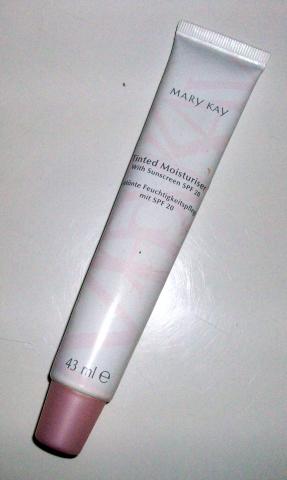 MARY KAY
Tinted Moisturiser
With Sunscreen SPF 20
Getönte Feuchtigkeitspflege
mit SPF 20
43 ml ℮